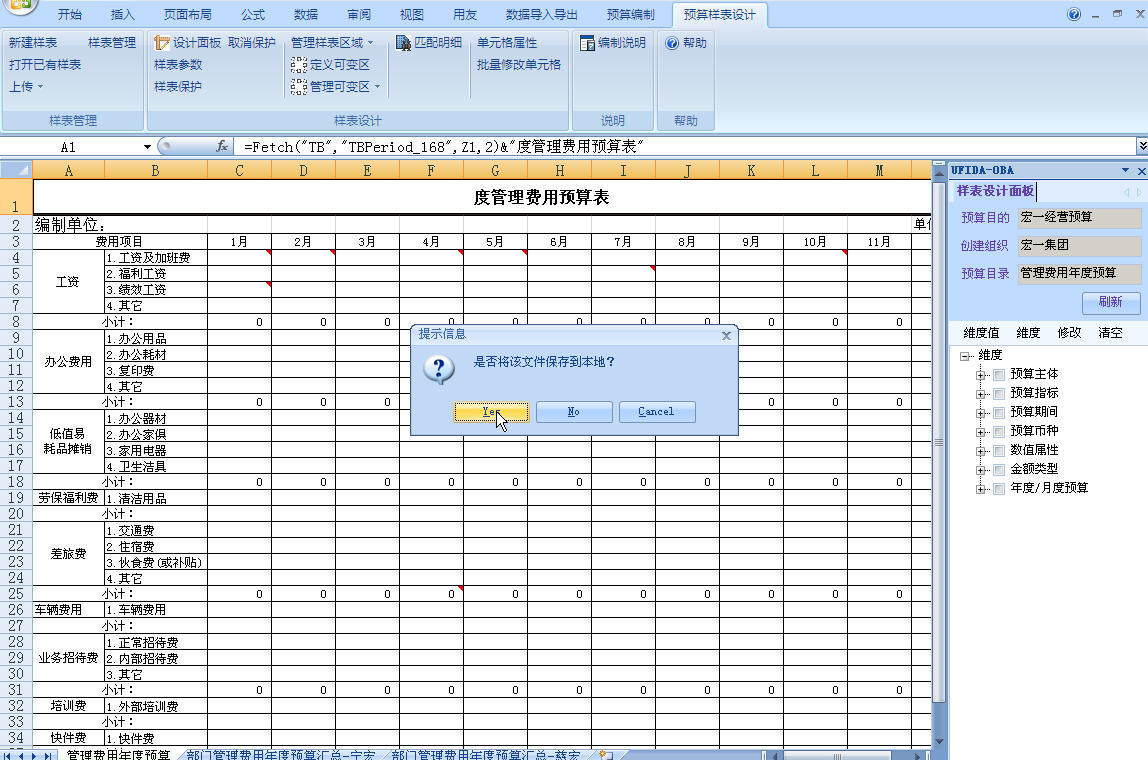 开始 插入 页面布局 公式 数据 审阅 视图 用友 数据导入导出 预算编制 预算样表设计
新建样表 样表管理 设计面板 取消保护 管理样表区域 匹配明细 单元格属性 编制说明 帮助
打开已有样表 样表参数 定义可变区 批量修改单元格
上传 样表保护 管理可变区
样表管理 样表设计 说明 帮助
A1 fx =Fetch("TB","TBPeriod_168",Z1,2)&"度管理费用预算表"
A B C D E F G H I J K L M
1 度管理费用预算表
2 编制单位: 单位
3 费用项目 1月 2月 3月 4月 5月 6月 7月 8月 9月 10月 11月
4 1.工资及加班费
5 2.福利工资
工资
6 3.绩效工资
7 4.其它
8 小计: 0 0 0 0 0 0 0 0 0 0 0
9 1.办公用品
10 2.办公耗材
办公费用
11 3.复印费
12 4.其它
13 小计: 0 0 0 0 0 0
14 1.办公器材
15 低值易 2.办公家俱
16 耗品摊销 3.家用电器
17 4.卫生洁具
18 小计: 0 0 0 0 0 0 0 0 0 0 0
19 劳保福利费 1.清洁用品
20 小计:
21 1.交通费
22 2.住宿费
差旅费
23 3.伙食费(或补贴)
24 4.其它
25 小计: 0 0 0 0 0 0 0 0 0 0 0
26 车辆费用 1.车辆费用
27 小计:
28 1.正常招待费
29 业务招待费 2.内部招待费
30 3.其它
31 小计: 0 0 0 0 0 0 0 0 0 0 0
32 培训费 1.外部培训费
33 小计:
34 快件费 1.快件费
管理费用年度预算 部门管理费用年度预算汇总-宁宏 部门管理费用年度预算汇总-慈宏
提示信息
是否将该文件保存到本地?
Yes No Cancel
UFIDA-OBA
样表设计面板
预算目的 宏一经营预算
创建组织 宏一集团
预算目录 管理费用年度预算
刷新
维度值 维度 修改 清空
维度
预算主体
预算指标
预算期间
预算币种
数值属性
金额类型
年度/月度预算